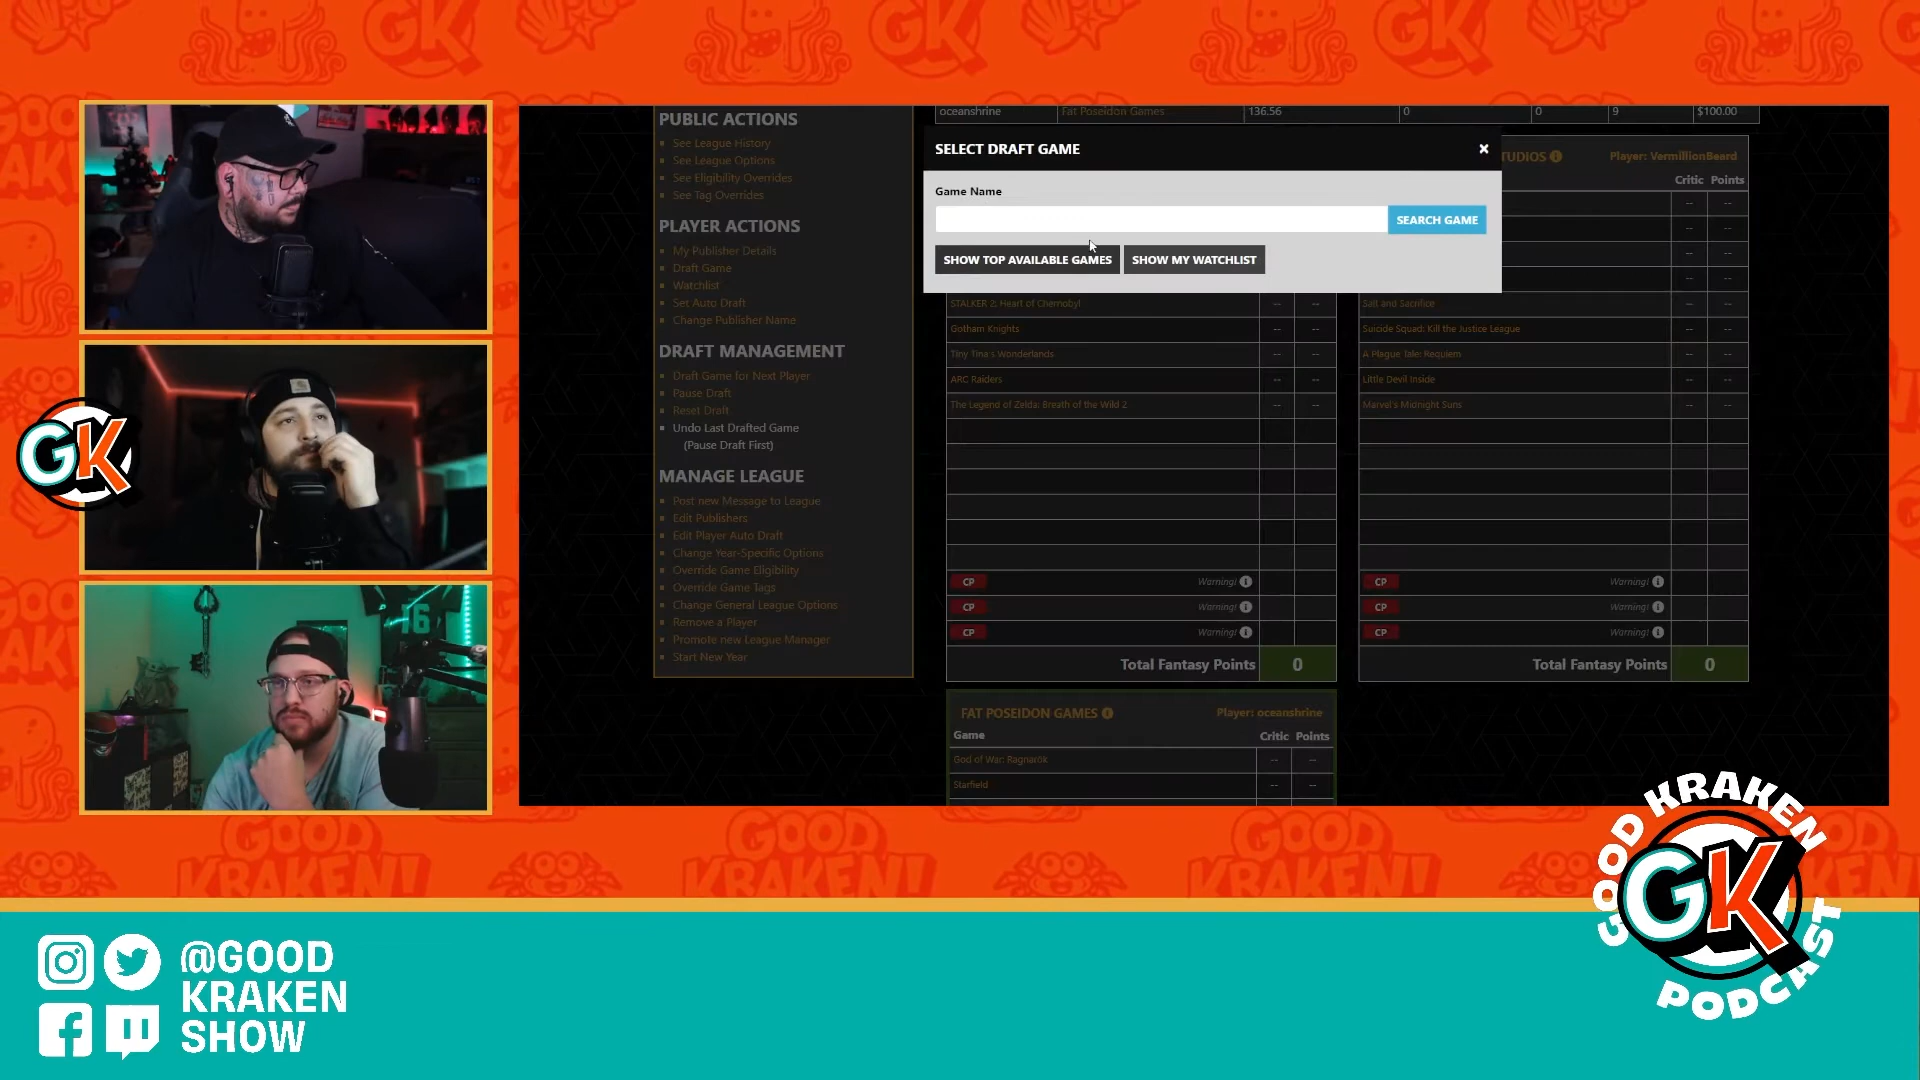 PUBLIC ACTIONS
See League History
See League Options
See Eligibility Overrides
See Tag Overrides
PLAYER ACTIONS
My Publisher Details
Draft Game
Watchlist
Set Auto Draft
Change Publisher Name
DRAFT MANAGEMENT
Draft Game for Next Player
Pause Draft
Reset Draft
Undo Last Drafted Game
(Pause Draft First)
MANAGE LEAGUE
Post new Message to League
Edit Publishers
Edit Player Auto Draft
Change Year-Specific Options
Override Game Eligibility
Override Game Tags
Change General League Options
Remove a Player
Promote new League Manager
Start New Year
oceanshrine Fat Poseidon Games 136.56 0 0 9 $100.00
SELECT DRAFT GAME
Game Name
SEARCH GAME
SHOW TOP AVAILABLE GAMES SHOW MY WATCHLIST
STALKER 2: Heart of Chernobyl -- --
Gotham Knights -- --
Tiny Tina's Wonderlands -- --
ARC Raiders -- --
The Legend of Zelda: Breath of the Wild 2 -- --
CP Warning!
CP Warning!
CP Warning!
Total Fantasy Points 0
TUDIOS Player: VermillionBeard
Critic Points
-- --
-- --
-- --
-- --
Salt and Sacrifice -- --
Suicide Squad: Kill the Justice League -- --
A Plague Tale: Requiem -- --
Little Devil Inside -- --
Marvel's Midnight Suns -- --
CP Warning!
CP Warning!
CP Warning!
Total Fantasy Points 0
FAT POSEIDON GAMES Player: oceanshrine
Game Critic Points
God of War: Ragnarök -- --
Starfield -- --
GK
16
GOOD KRAKEN
GK
PODCAST
@GOOD
KRAKEN
SHOW
GOOD
KRAKEN!
GOOD
KRAKEN!
GOOD
KRAKEN!
GK
GK
GK